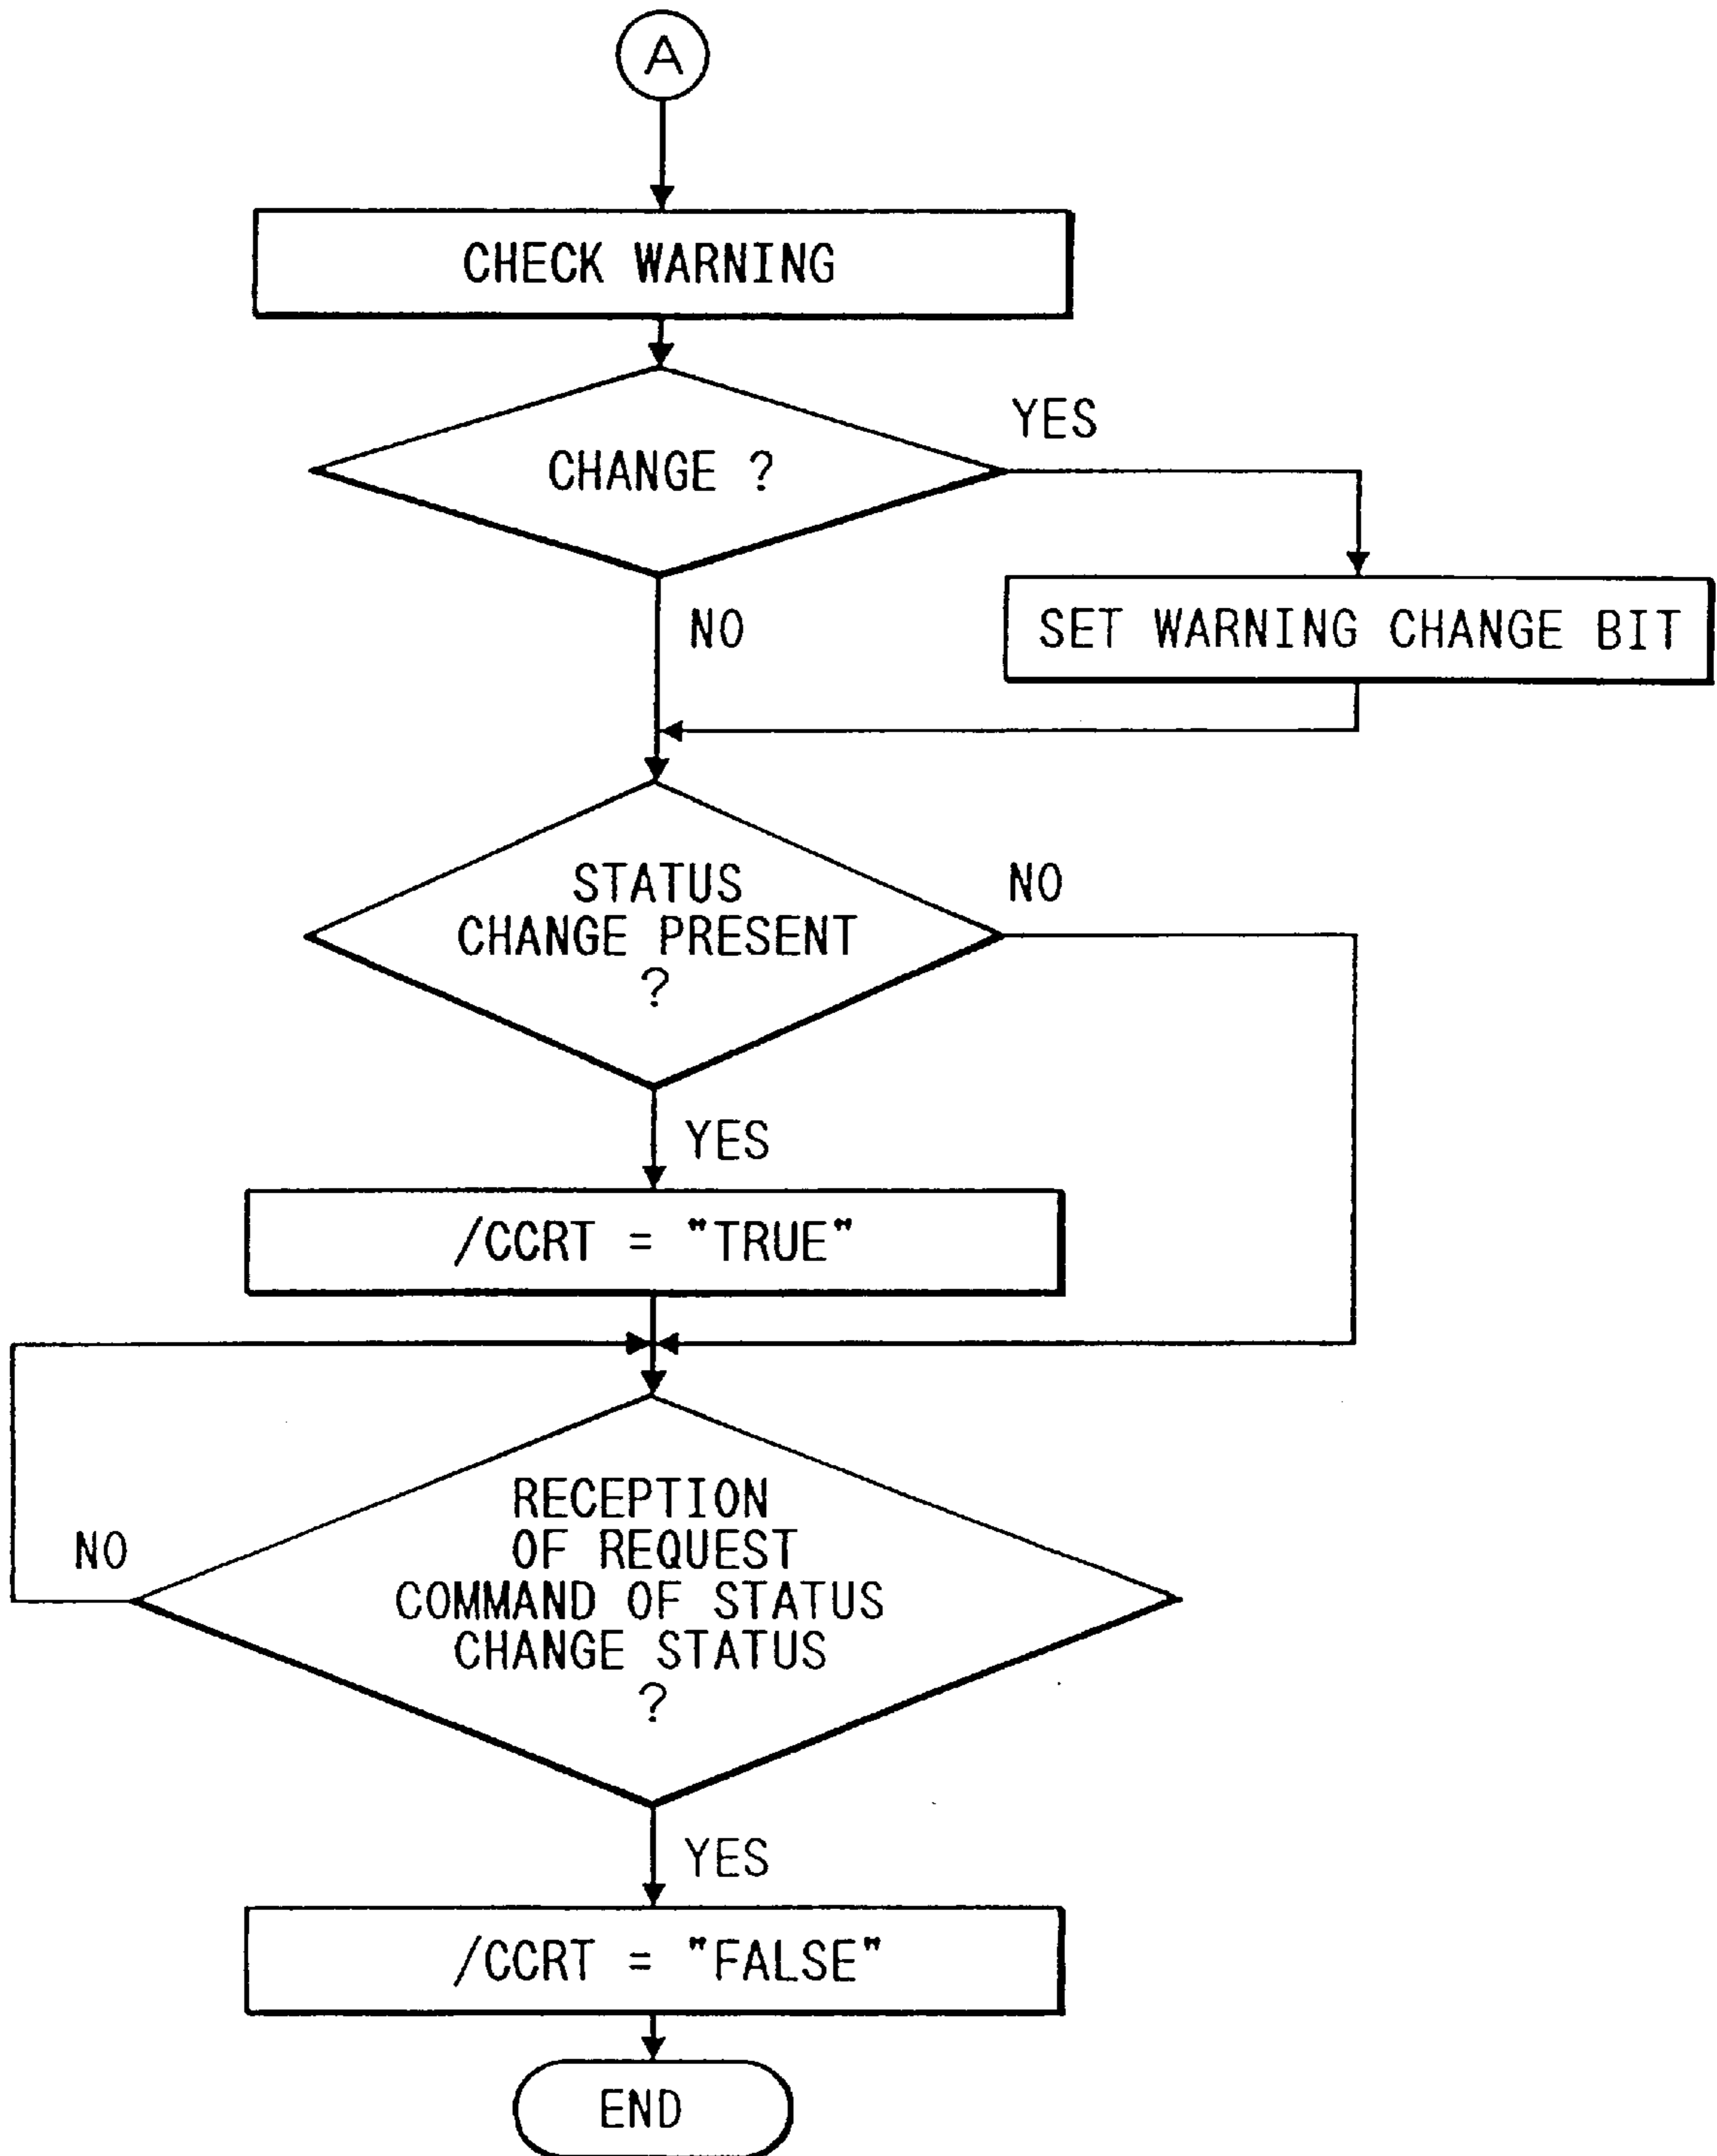 A
CHECK WARNING
CHANGE ?
YES
NO
SET WARNING CHANGE BIT
STATUS
CHANGE PRESENT
?
NO
YES
/CCRT = "TRUE"
RECEPTION
OF REQUEST
COMMAND OF STATUS
CHANGE STATUS
?
NO
YES
/CCRT = "FALSE"
END